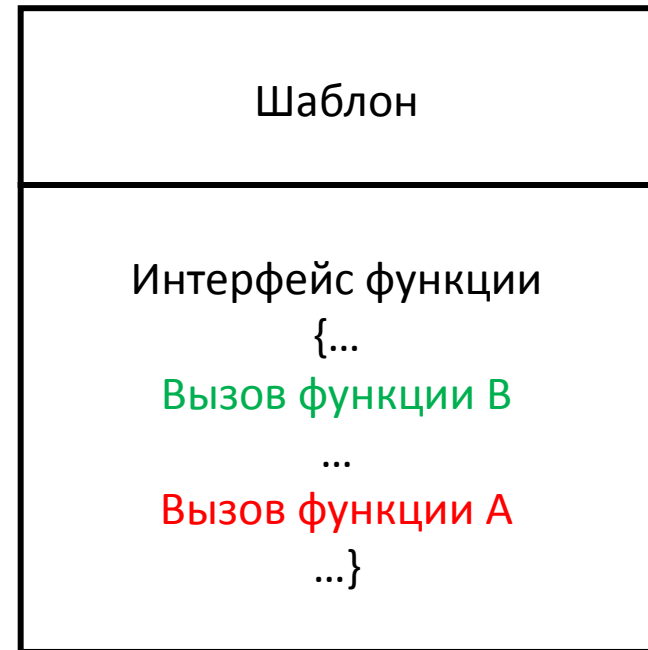 Шаблон
Интерфейс функции
{…
Вызов функции B
…
Вызов функции A
…}